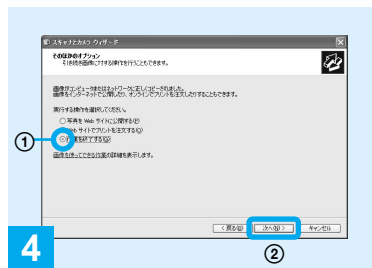 スキャナとカメラ ウィザード
そのほかのオプション
引き続き画像に対する操作を行うこともできます。
画像がコンピュータまたはネットワークに正しくコピーされました。
画像をインターネット上で公開したり、オンラインでプリントを注文したりすることもできます。
実行する操作を選択してください。
写真を Web サイトに公開する(P)
Web サイトでプリントを注文する(O)
①
作業を終了する(G)
画像を使ってできる作業の詳細を表示します。
< 戻る(B)
次へ(N) >
キャンセル
4
②